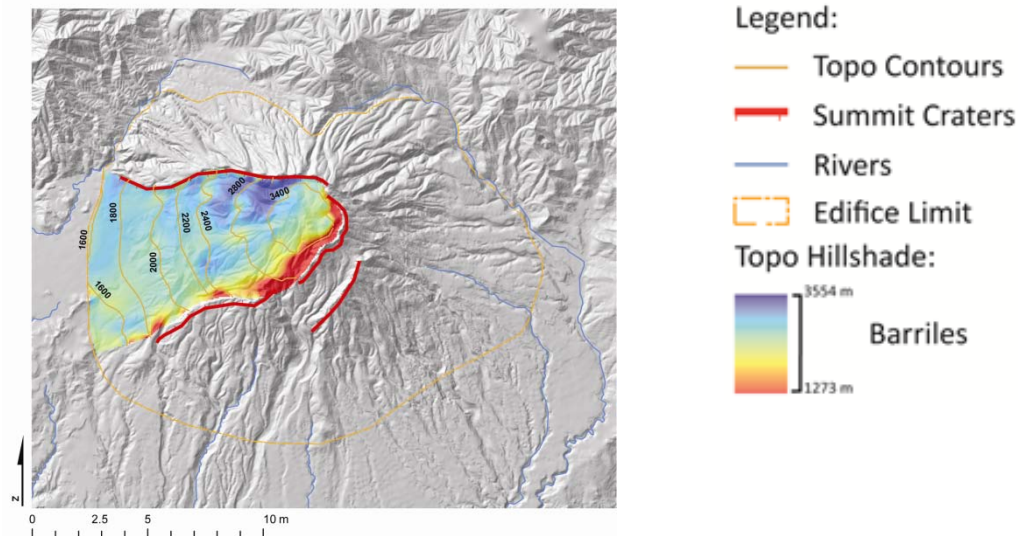 Legend:
Topo Contours
Summit Craters
Rivers
Edifice Limit
Topo Hillshade:
3554 m
Barriles
1273 m
2800
3400
1800
2200
2400
1600
2000
1600
N
0 2.5 5 10 m